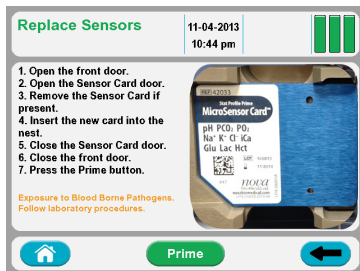 Replace Sensors
11-04-2013
10:44 pm
1. Open the front door.
2. Open the Sensor Card door.
3. Remove the Sensor Card if
present.
4. Insert the new card into the
nest.
5. Close the Sensor Card door.
6. Close the front door.
7. Press the Prime button.
Exposure to Blood Borne Pathogens.
Follow laboratory procedures.
REF 42033
Stat Profile Prime
MicroSensor Card™
pH PCO₂ PO₂
Na⁺ K⁺ Cl⁻ iCa
Glu Lac Hct
LOT
nova
Prime